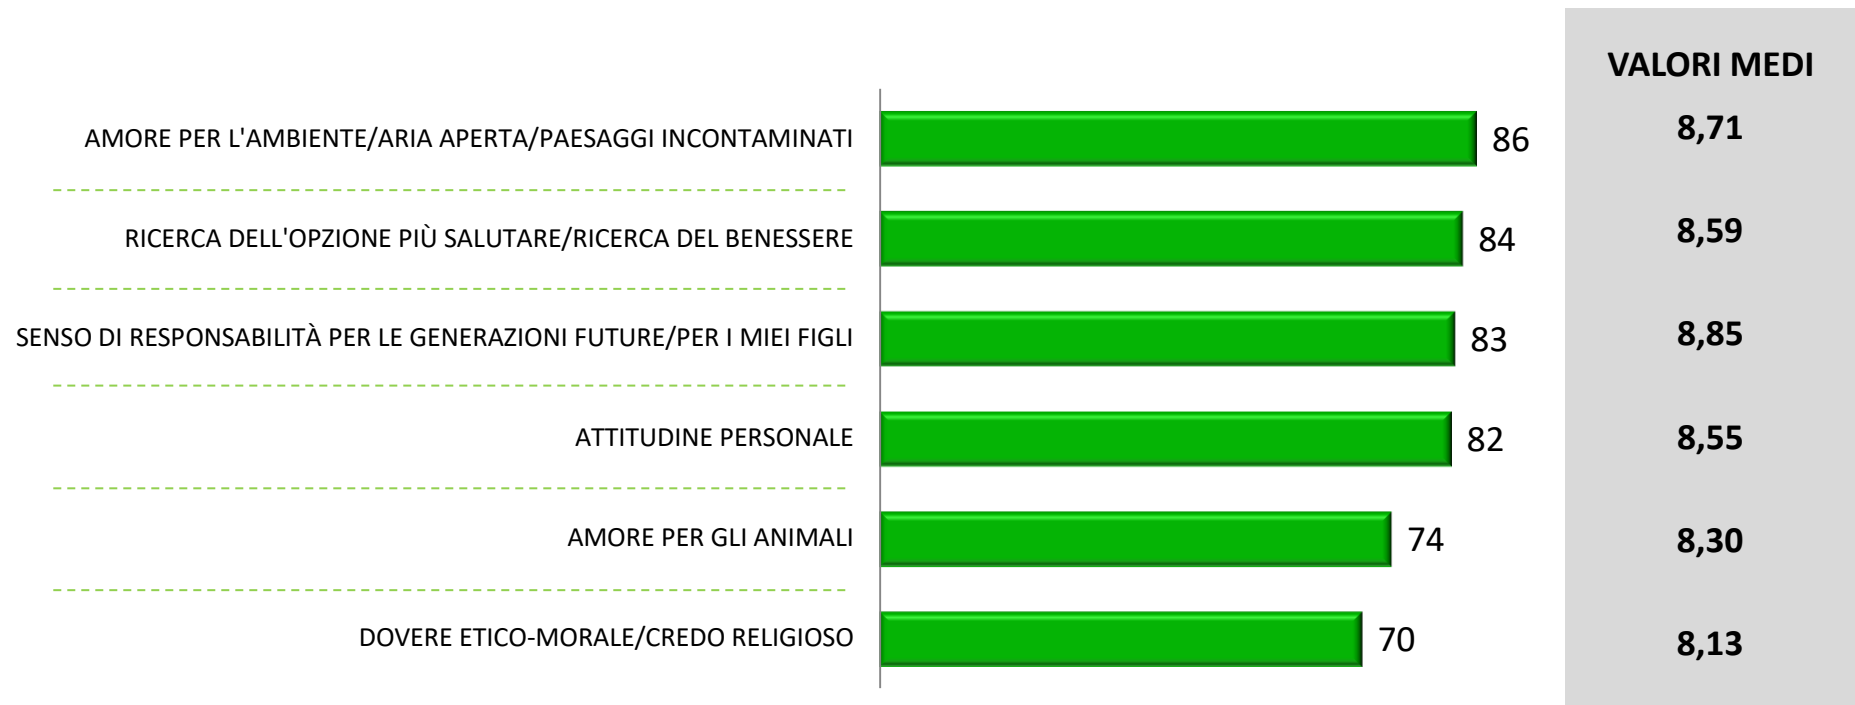 VALORI MEDI
AMORE PER L'AMBIENTE/ARIA APERTA/PAESAGGI INCONTAMINATI 86 8,71
RICERCA DELL'OPZIONE PIÙ SALUTARE/RICERCA DEL BENESSERE 84 8,59
SENSO DI RESPONSABILITÀ PER LE GENERAZIONI FUTURE/PER I MIEI FIGLI 83 8,85
ATTITUDINE PERSONALE 82 8,55
AMORE PER GLI ANIMALI 74 8,30
DOVERE ETICO-MORALE/CREDO RELIGIOSO 70 8,13